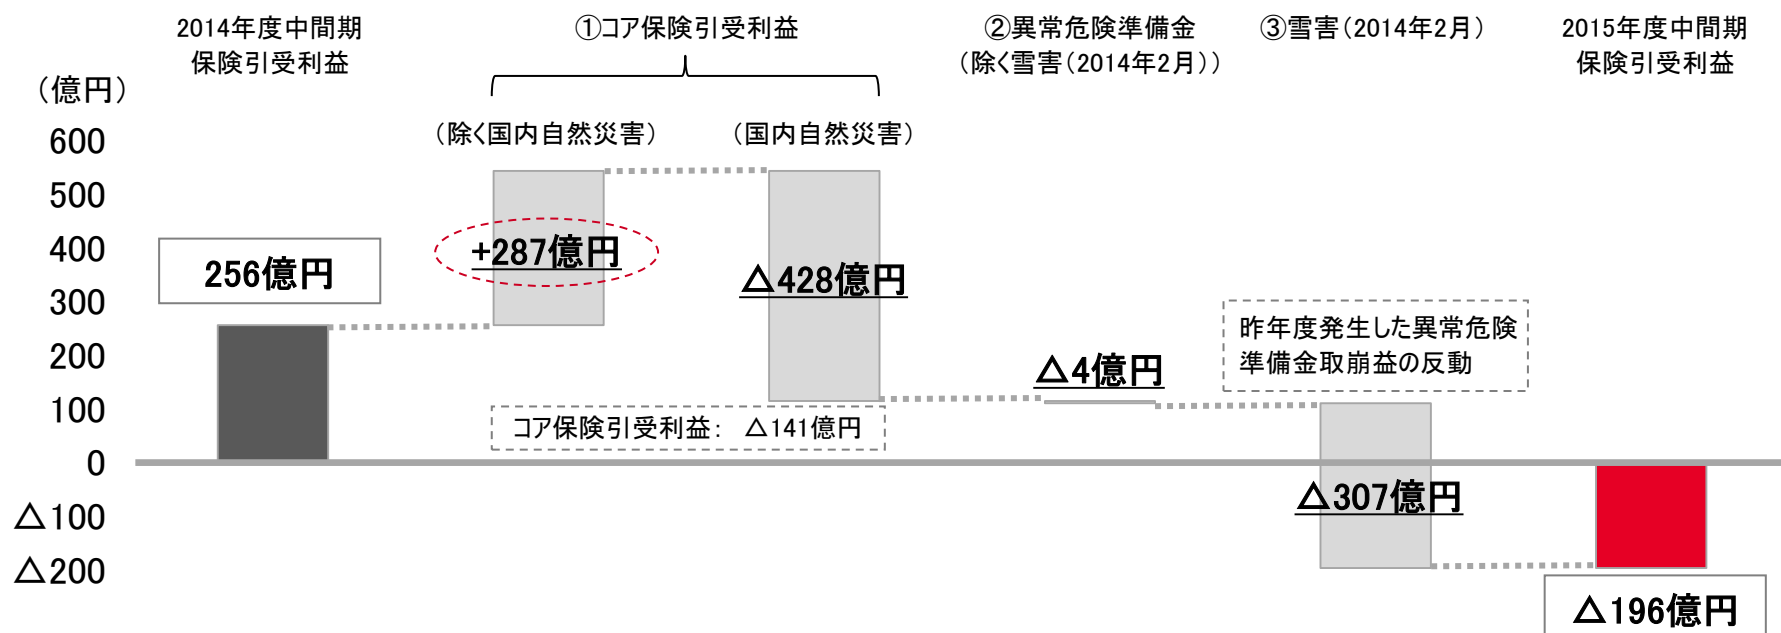 2014年度中間期
保険引受利益
①コア保険引受利益
②異常危険準備金
（除く雪害（2014年2月））
③雪害（2014年2月）
2015年度中間期
保険引受利益
（億円）
（除く国内自然災害）
（国内自然災害）
600
500
400
300
200
100
0
△100
△200
256億円
+287億円
△428億円
コア保険引受利益： △141億円
△4億円
昨年度発生した異常危険
準備金取崩益の反動
△307億円
△196億円